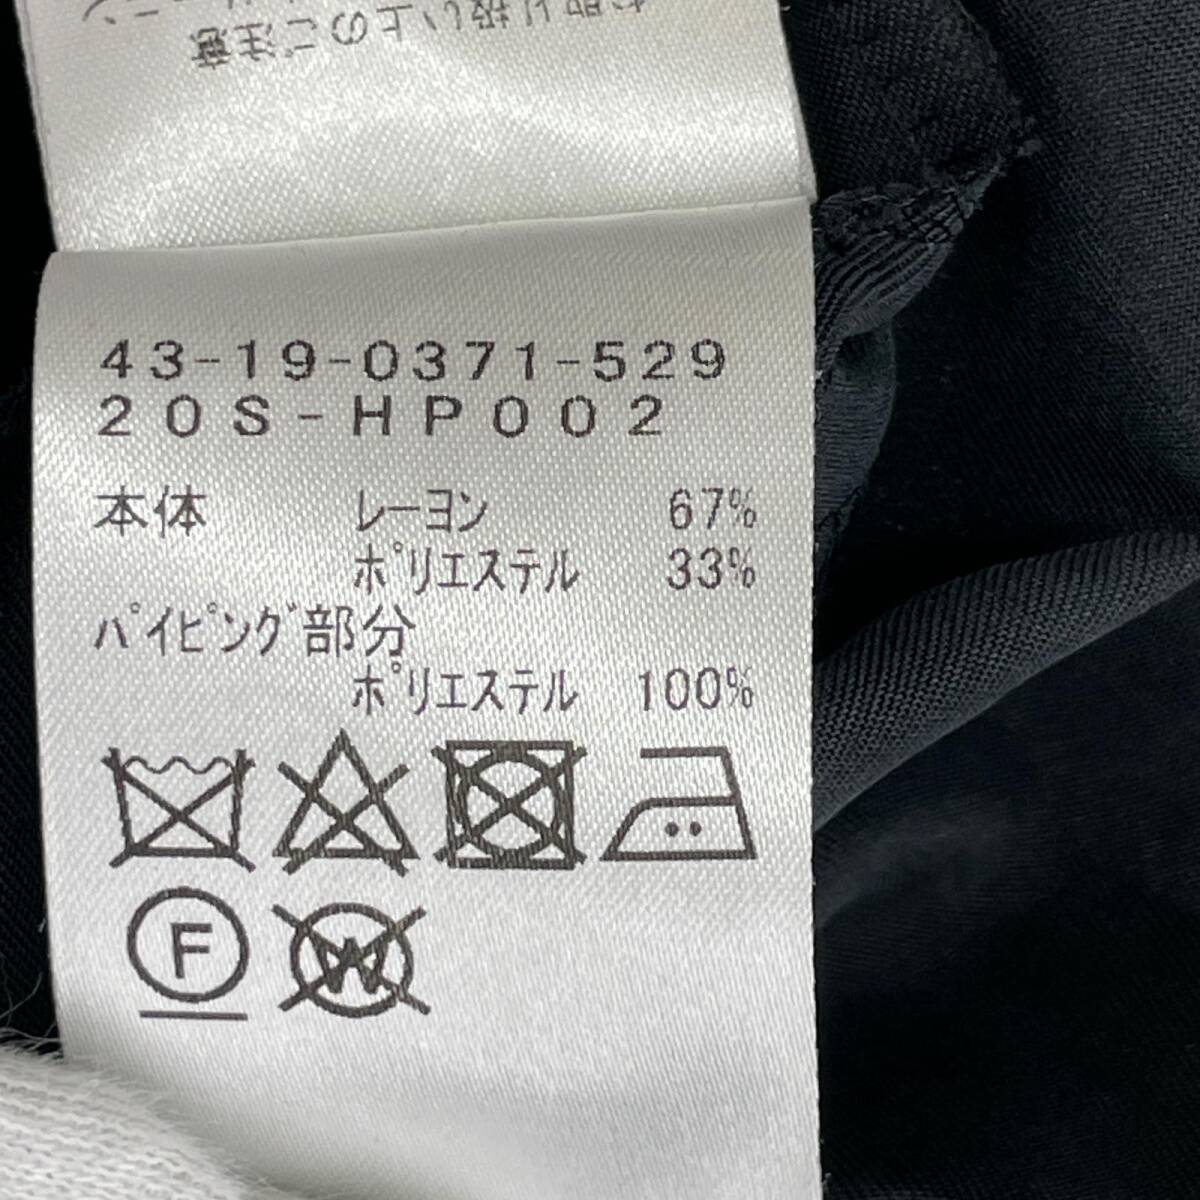 43-19-0371-529
20S-HP002
本体 レーヨン 67%
ポリエステル 33%
パイピング部分
ポリエステル 100%
F
W